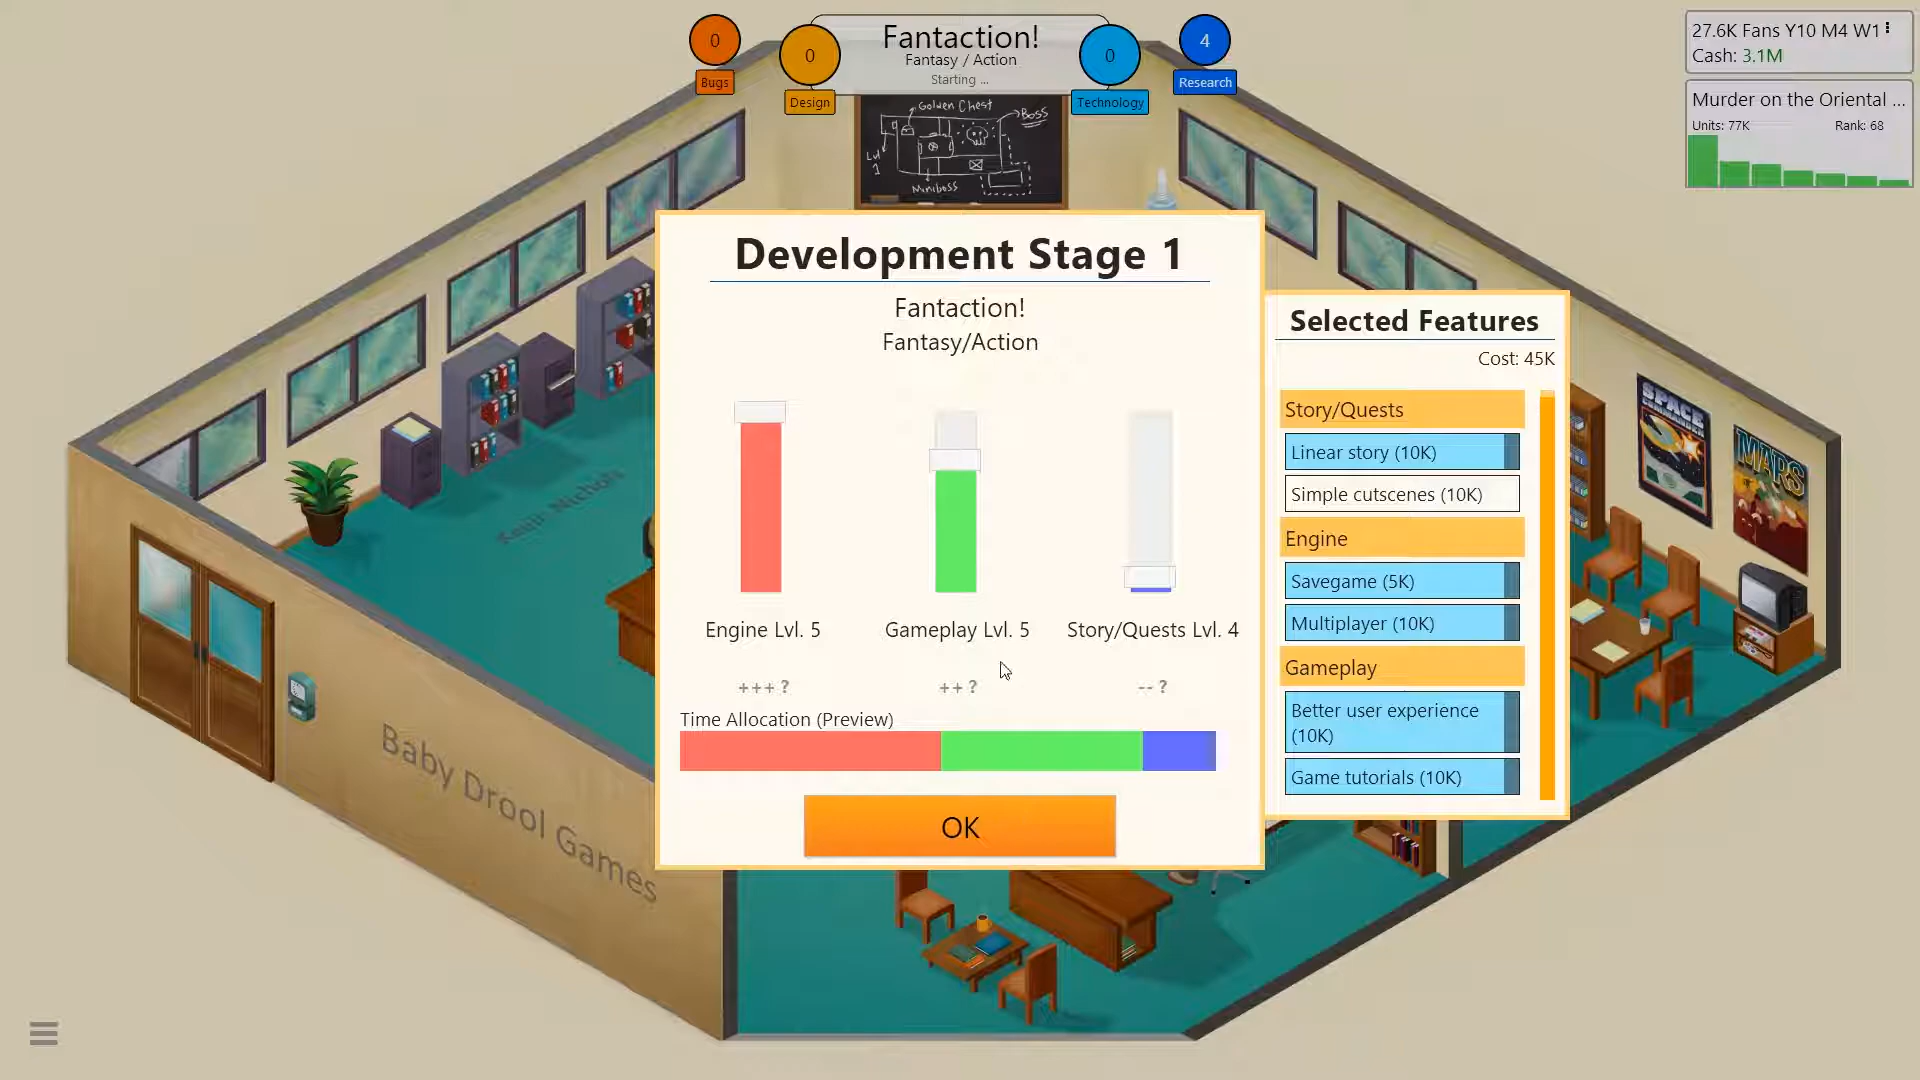 0
Bugs
0
Design
Fantaction!
Fantasy / Action
Starting ...
0
Technology
4
Research
27.6K Fans Y10 M4 W1
Cash: 3.1M
Murder on the Oriental ...
Units: 77K
Rank: 68
Golden Chest
Boss
Lvl
1
Miniboss
Development Stage 1
Fantaction!
Fantasy/Action
Engine Lvl. 5
Gameplay Lvl. 5
Story/Quests Lvl. 4
+++ ?
++ ?
-- ?
Time Allocation (Preview)
OK
Selected Features
Cost: 45K
Story/Quests
Linear story (10K)
Simple cutscenes (10K)
Engine
Savegame (5K)
Multiplayer (10K)
Gameplay
Better user experience
(10K)
Game tutorials (10K)
SPACE
MARS
Baby Drool Games